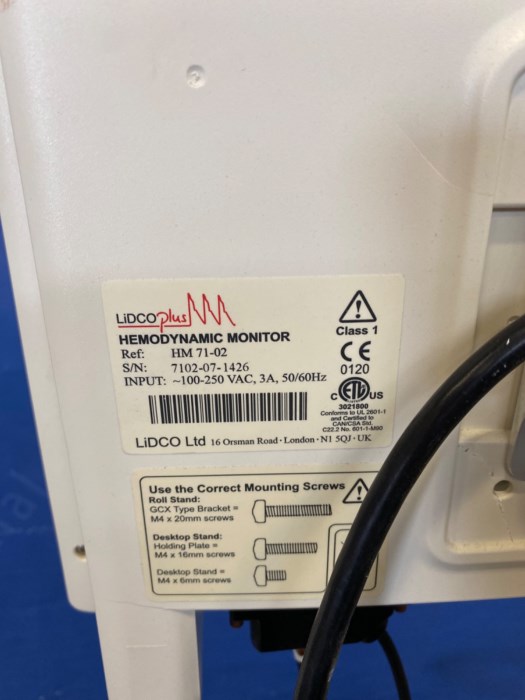 LiDCOplus
HEMODYNAMIC MONITOR
Ref: HM 71-02
S/N: 7102-07-1426
INPUT: ~100-250 VAC, 3A, 50/60Hz
LiDCO Ltd 16 Orsman Road · London · N1 5QJ · UK
Class 1
CE
0120
C ETL US
3021800
Conforms to UL 2601-1
and Certified to
CAN/CSA Std.
C22.2 No. 601-1-M90
Use the Correct Mounting Screws
Roll Stand:
GCX Type Bracket =
M4 x 20mm screws
Desktop Stand:
Holding Plate =
M4 x 16mm screws
Desktop Stand =
M4 x 6mm screws